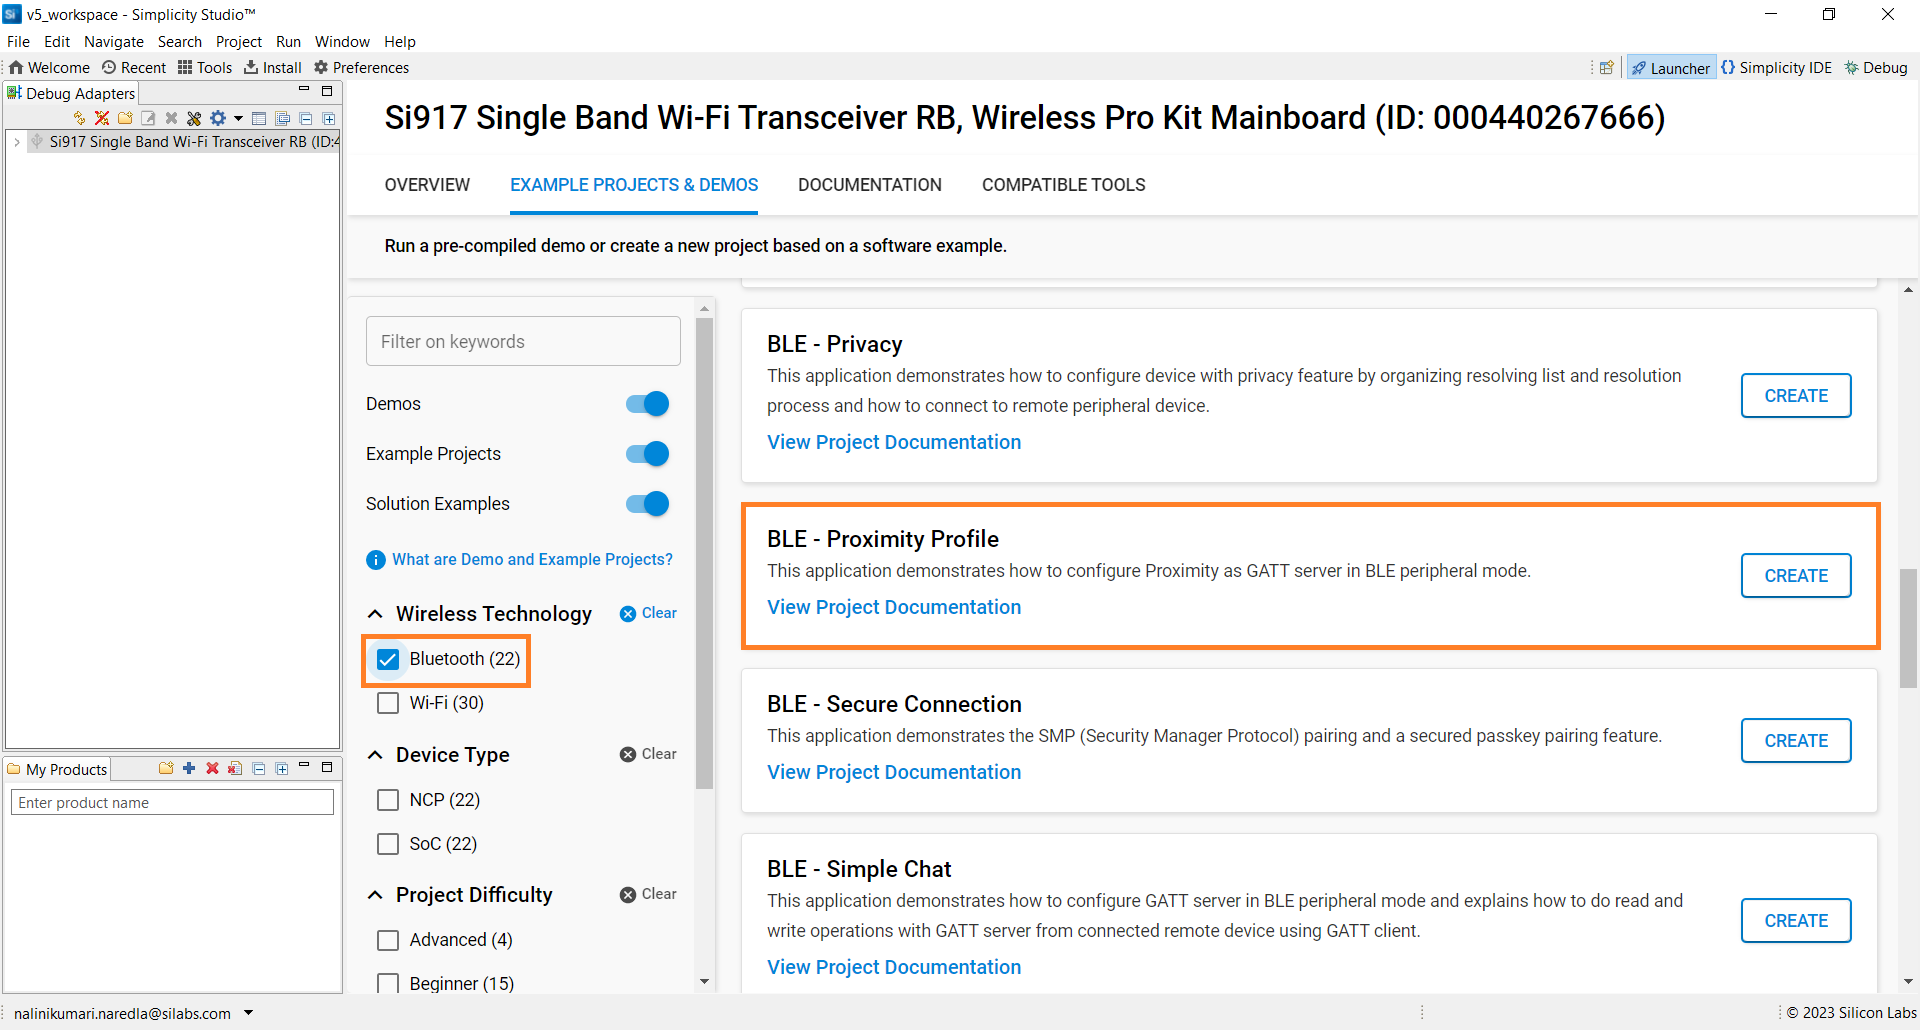 Si v5_workspace - Simplicity Studio™
File Edit Navigate Search Project Run Window Help
Welcome Recent Tools Install Preferences
Launcher {} Simplicity IDE Debug
Debug Adapters
Si917 Single Band Wi-Fi Transceiver RB (ID:4
Si917 Single Band Wi-Fi Transceiver RB, Wireless Pro Kit Mainboard (ID: 000440267666)
OVERVIEW EXAMPLE PROJECTS & DEMOS DOCUMENTATION COMPATIBLE TOOLS
Run a pre-compiled demo or create a new project based on a software example.
Filter on keywords
Demos
Example Projects
Solution Examples
What are Demo and Example Projects?
Wireless Technology Clear
Bluetooth (22)
Wi-Fi (30)
Device Type Clear
NCP (22)
SoC (22)
Project Difficulty Clear
Advanced (4)
Beginner (15)
BLE - Privacy
This application demonstrates how to configure device with privacy feature by organizing resolving list and resolution
process and how to connect to remote peripheral device.
View Project Documentation
CREATE
BLE - Proximity Profile
This application demonstrates how to configure Proximity as GATT server in BLE peripheral mode.
View Project Documentation
CREATE
BLE - Secure Connection
This application demonstrates the SMP (Security Manager Protocol) pairing and a secured passkey pairing feature.
View Project Documentation
CREATE
BLE - Simple Chat
This application demonstrates how to configure GATT server in BLE peripheral mode and explains how to do read and
write operations with GATT server from connected remote device using GATT client.
View Project Documentation
CREATE
My Products
Enter product name
nalinikumari.naredla@silabs.com
© 2023 Silicon Labs